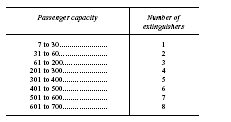 Passenger capacity Number of
extinguishers
7 to 30........................ 1
31 to 60........................ 2
61 to 200........................ 3
201 to 300........................ 4
301 to 400........................ 5
401 to 500........................ 6
501 to 600........................ 7
601 to 700........................ 8